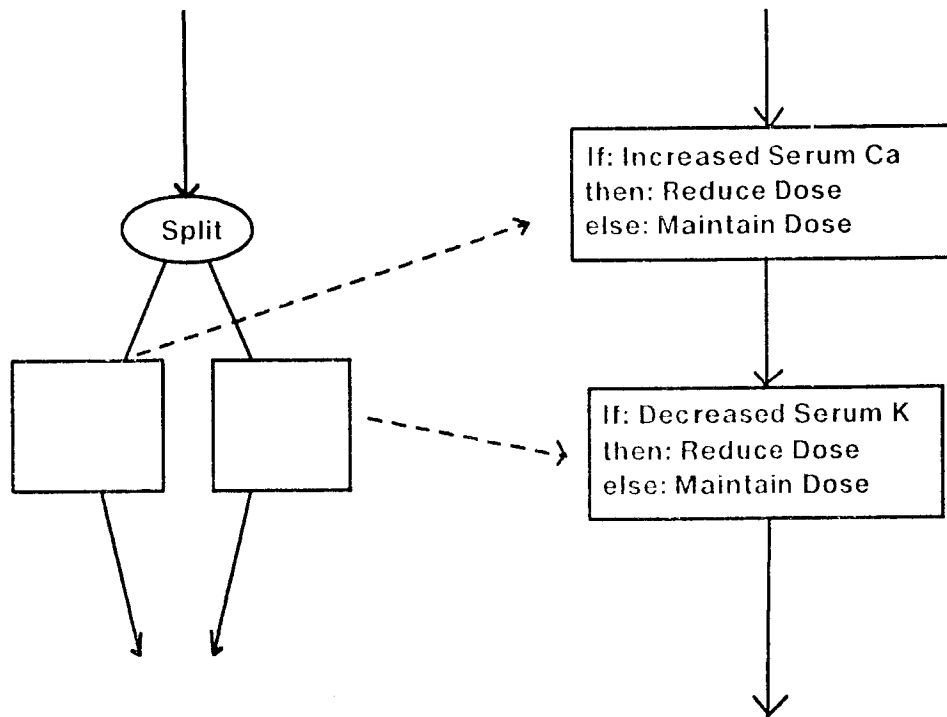 Split
If: Increased Serum Ca
then: Reduce Dose
else: Maintain Dose
If: Decreased Serum K
then: Reduce Dose
else: Maintain Dose